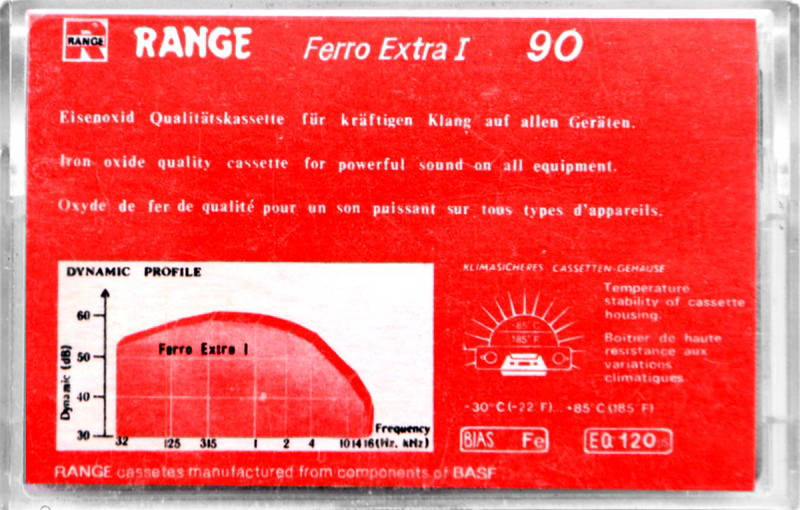 RANGE RANGE Ferro Extra I 90
Eisenoxid Qualitätskassette für kräftigen Klang auf allen Geräten.
Iron oxide quality cassette for powerful sound on all equipment.
Oxyde de fer de qualité pour un son puissant sur tous types d'appareils.
DYNAMIC PROFILE
60
50
40
30
Dynamic (dB)
Ferro Extra I
Frequency
32 125 315 1 2 4 10 14 16 (Hz, kHz)
KLIMASICHERES CASSETTEN-GEHÄUSE
+85°C
185°F
Temperature
stability of cassette
housing.
Boitier de haute
résistance aux
variations
climatiques
-30°C (-22°F)... +85°C (185°F)
BIAS Fe
EQ 120 µs
RANGE cassetes manufactured from components of BASF